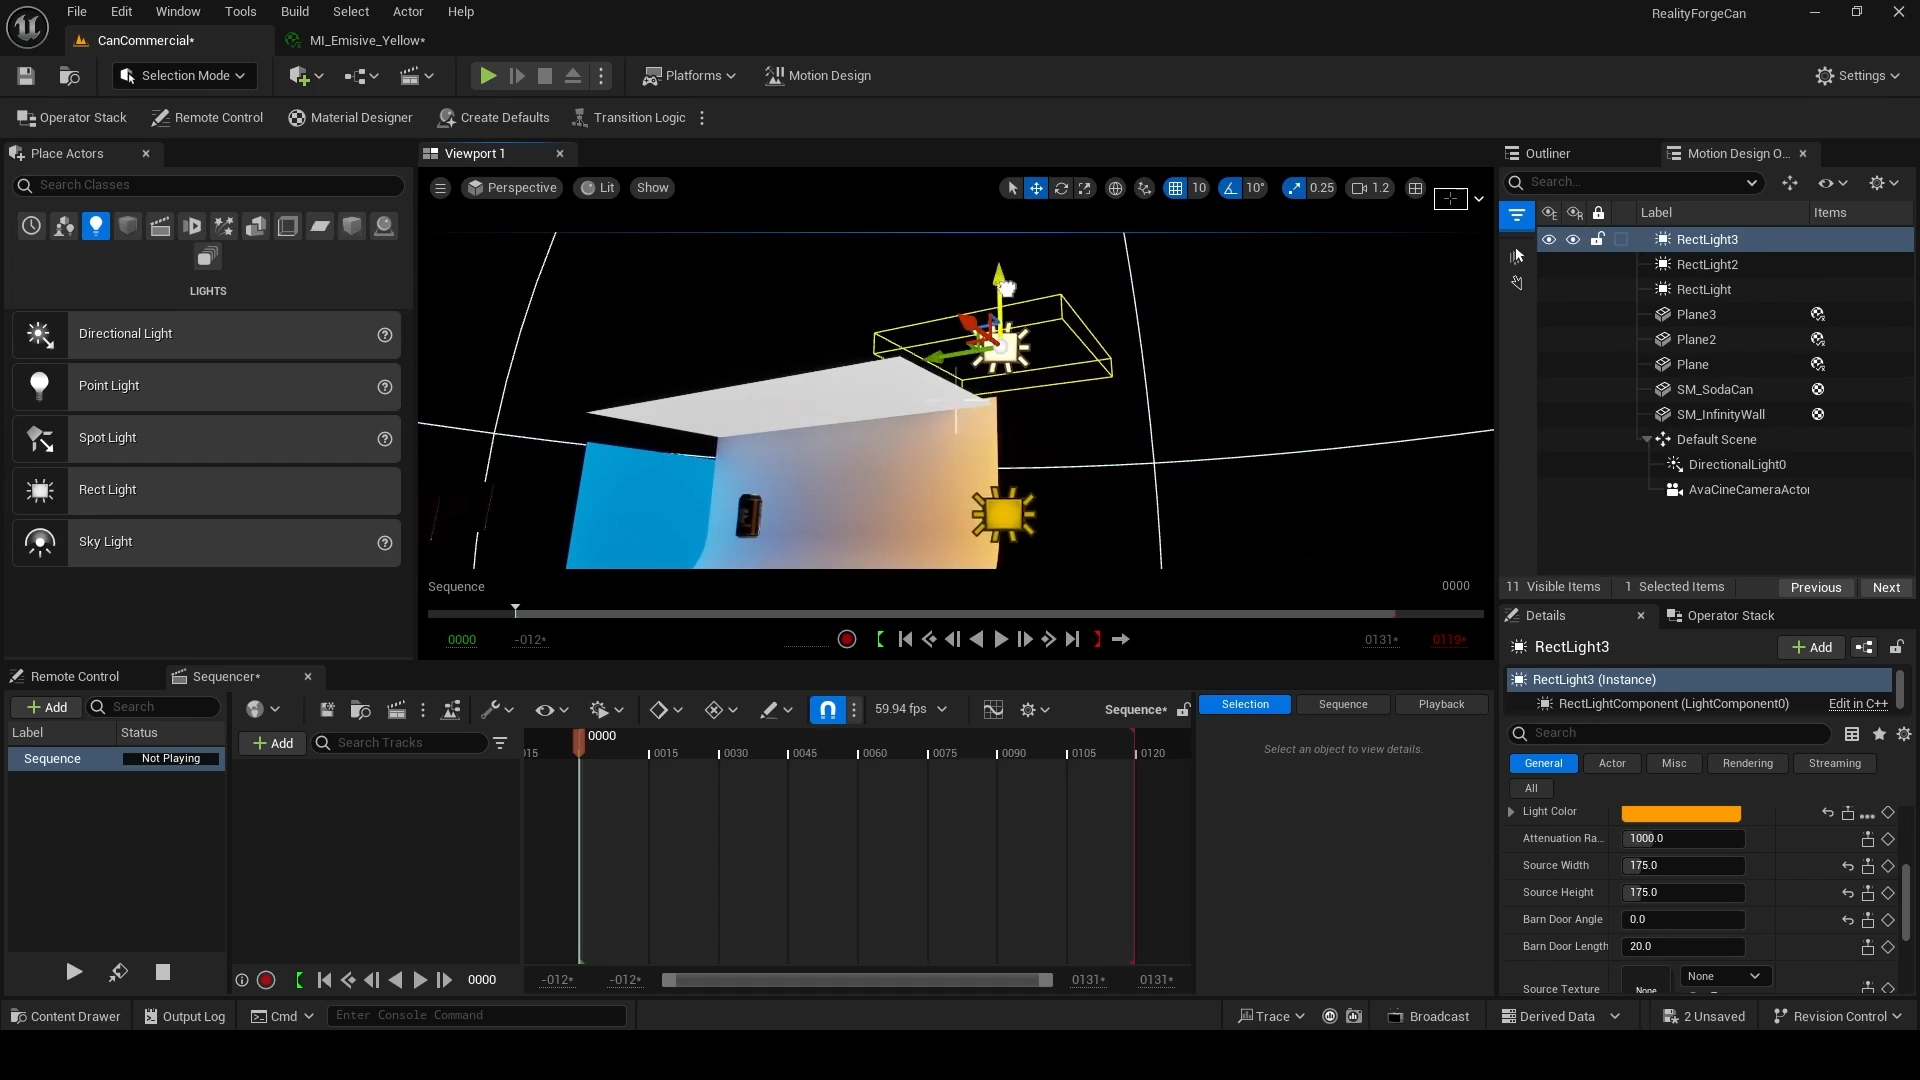 File Edit Window Tools Build Select Actor Help
RealityForgeCan
CanCommercial*
MI_Emisive_Yellow*
Selection Mode
Platforms
Motion Design
Settings
Operator Stack
Remote Control
Material Designer
Create Defaults
Transition Logic
Place Actors
Search Classes
LIGHTS
Directional Light
Point Light
Spot Light
Rect Light
Sky Light
Viewport 1
Perspective
Lit
Show
10
10°
0.25
1.2
Sequence
0000
0000
-012*
0131*
0119*
Outliner
Motion Design O...
Search...
Label
Items
RectLight3
RectLight2
RectLight
Plane3
Plane2
Plane
SM_SodaCan
SM_InfinityWall
Default Scene
DirectionalLight0
AvaCineCameraActor
11 Visible Items
1 Selected Items
Previous
Next
Details
Operator Stack
RectLight3
Add
RectLight3 (Instance)
RectLightComponent (LightComponent0)
Edit in C++
Search
General
Actor
Misc
Rendering
Streaming
All
Light Color
Attenuation Ra...
1000.0
Source Width
175.0
Source Height
175.0
Barn Door Angle
0.0
Barn Door Length
20.0
Source Texture
None
None
Remote Control
Sequencer*
Add
Search
Label
Status
Sequence
Not Playing
59.94 fps
Sequence*
Add
Search Tracks
0000
0015
0030
0045
0060
0075
0090
0105
0120
Selection
Sequence
Playback
Select an object to view details.
0000
-012*
-012*
0131*
0131*
Content Drawer
Output Log
Cmd
Enter Console Command
Trace
Broadcast
Derived Data
2 Unsaved
Revision Control